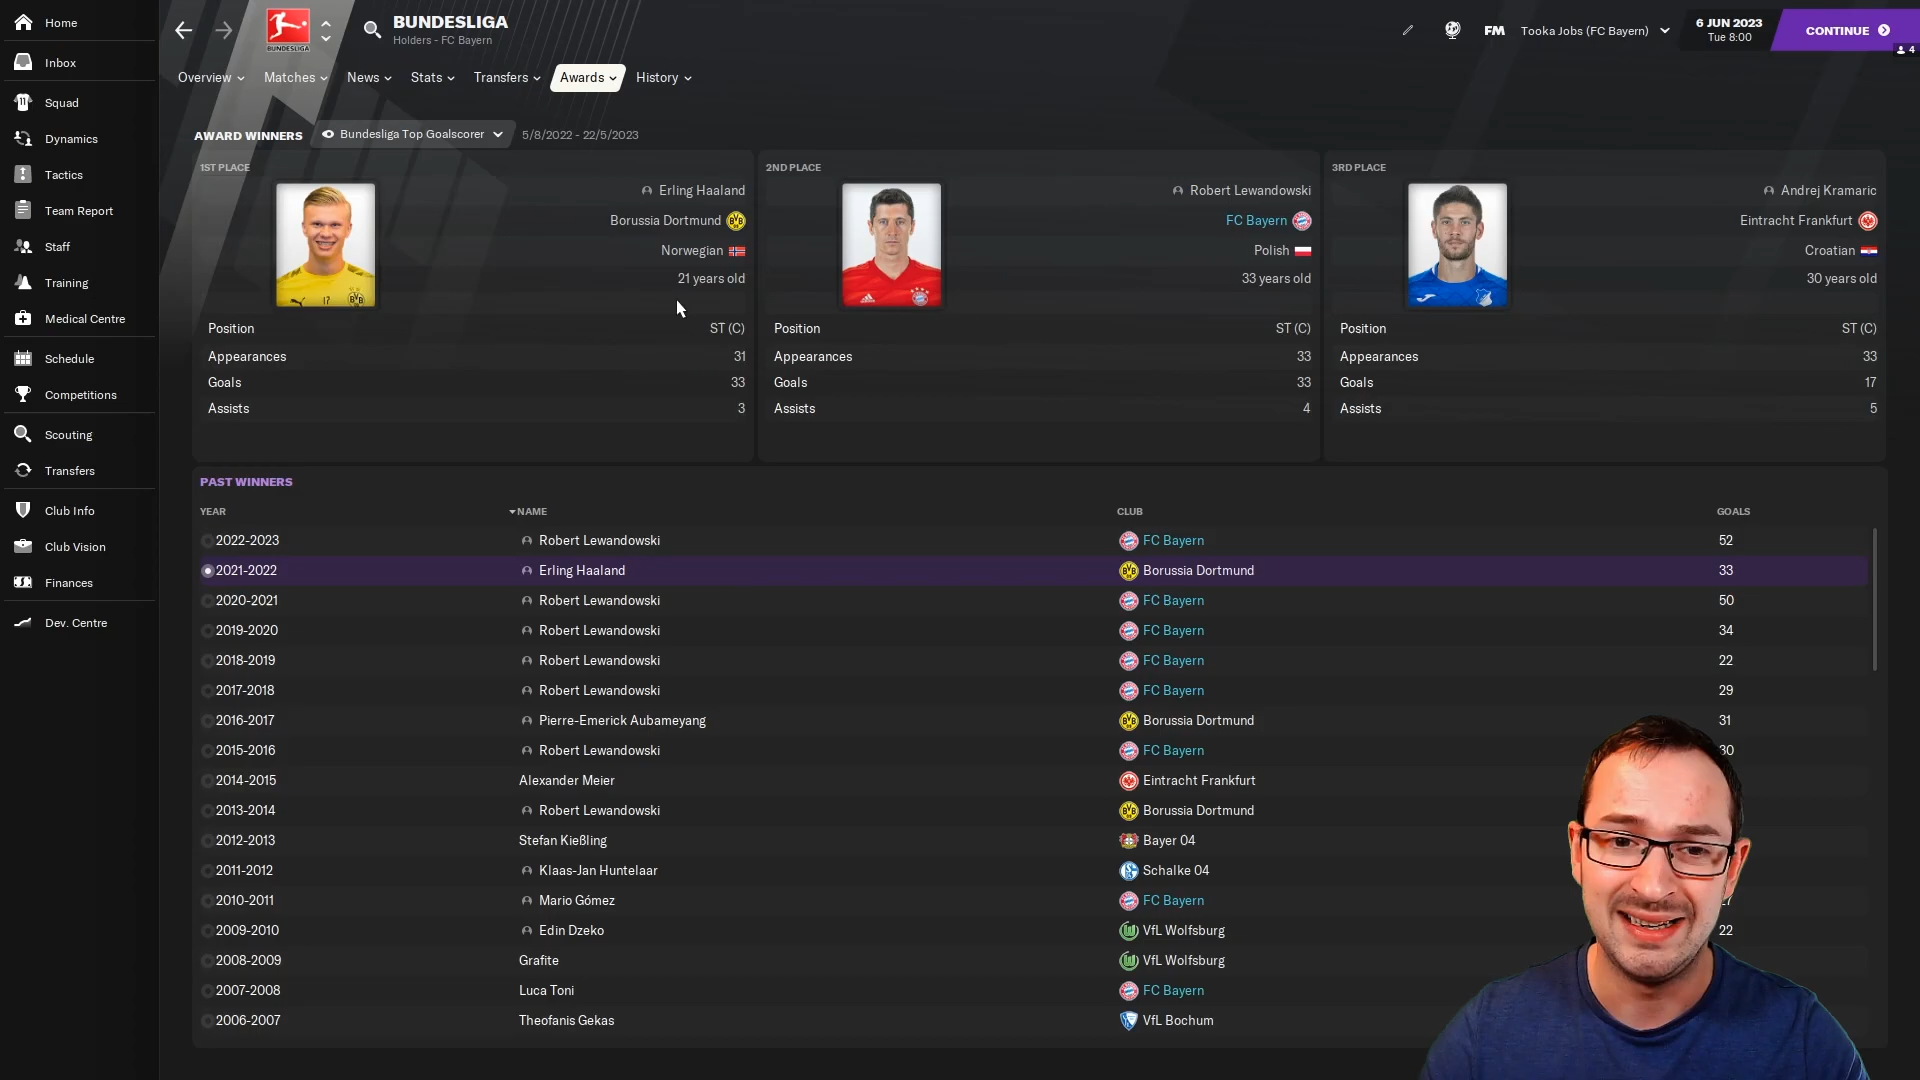 Home
Inbox
Squad
Dynamics
Tactics
Team Report
Staff
Training
Medical Centre
Schedule
Competitions
Scouting
Transfers
Club Info
Club Vision
Finances
Dev. Centre
BUNDESLIGA
BUNDESLIGA
Holders - FC Bayern
FM
Tooka Jobs (FC Bayern)
6 JUN 2023
Tue 8:00
CONTINUE
4
Overview
Matches
News
Stats
Transfers
Awards
History
AWARD WINNERS
Bundesliga Top Goalscorer
5/8/2022 - 22/5/2023
1ST PLACE
Erling Haaland
Borussia Dortmund
Norwegian
21 years old
Position ST (C)
Appearances 31
Goals 33
Assists 3
2ND PLACE
Robert Lewandowski
FC Bayern
Polish
33 years old
Position ST (C)
Appearances 33
Goals 33
Assists 4
3RD PLACE
Andrej Kramaric
Eintracht Frankfurt
Croatian
30 years old
Position ST (C)
Appearances 33
Goals 17
Assists 5
PAST WINNERS
YEAR NAME CLUB GOALS
2022-2023 Robert Lewandowski FC Bayern 52
2021-2022 Erling Haaland Borussia Dortmund 33
2020-2021 Robert Lewandowski FC Bayern 50
2019-2020 Robert Lewandowski FC Bayern 34
2018-2019 Robert Lewandowski FC Bayern 22
2017-2018 Robert Lewandowski FC Bayern 29
2016-2017 Pierre-Emerick Aubameyang Borussia Dortmund 31
2015-2016 Robert Lewandowski FC Bayern 30
2014-2015 Alexander Meier Eintracht Frankfurt
2013-2014 Robert Lewandowski Borussia Dortmund
2012-2013 Stefan Kießling Bayer 04
2011-2012 Klaas-Jan Huntelaar Schalke 04
2010-2011 Mario Gómez FC Bayern
2009-2010 Edin Dzeko VfL Wolfsburg 22
2008-2009 Grafite VfL Wolfsburg
2007-2008 Luca Toni FC Bayern
2006-2007 Theofanis Gekas VfL Bochum